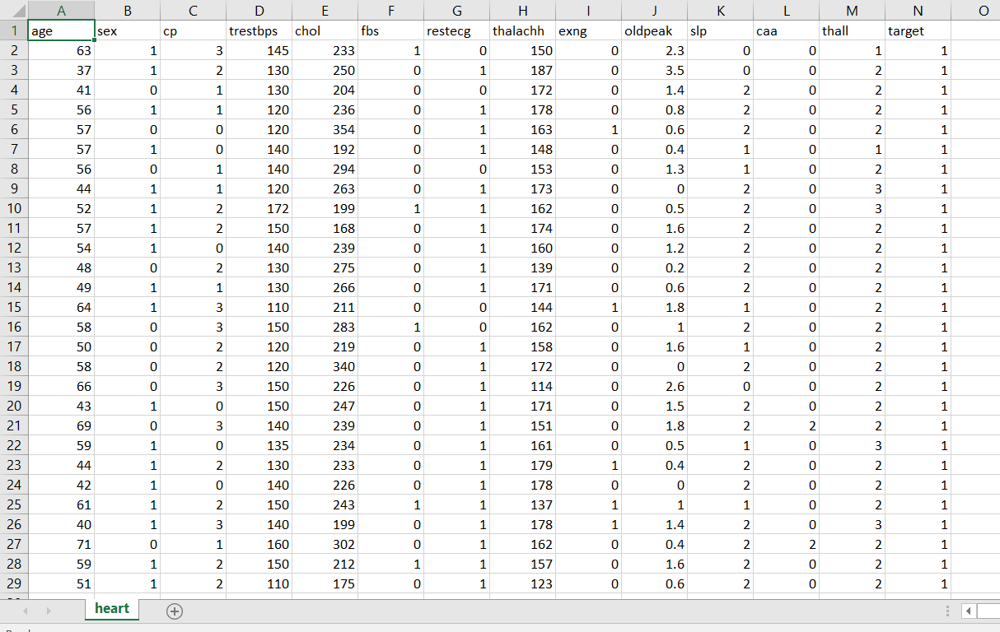 A B C D E F G H I J K L M N O
1 age sex cp trestbps chol fbs restecg thalachh exng oldpeak slp caa thall target
2 63 1 3 145 233 1 0 150 0 2.3 0 0 1 1
3 37 1 2 130 250 0 1 187 0 3.5 0 0 2 1
4 41 0 1 130 204 0 0 172 0 1.4 2 0 2 1
5 56 1 1 120 236 0 1 178 0 0.8 2 0 2 1
6 57 0 0 120 354 0 1 163 1 0.6 2 0 2 1
7 57 1 0 140 192 0 1 148 0 0.4 1 0 1 1
8 56 0 1 140 294 0 0 153 0 1.3 1 0 2 1
9 44 1 1 120 263 0 1 173 0 0 2 0 3 1
10 52 1 2 172 199 1 1 162 0 0.5 2 0 3 1
11 57 1 2 150 168 0 1 174 0 1.6 2 0 2 1
12 54 1 0 140 239 0 1 160 0 1.2 2 0 2 1
13 48 0 2 130 275 0 1 139 0 0.2 2 0 2 1
14 49 1 1 130 266 0 1 171 0 0.6 2 0 2 1
15 64 1 3 110 211 0 0 144 1 1.8 1 0 2 1
16 58 0 3 150 283 1 0 162 0 1 2 0 2 1
17 50 0 2 120 219 0 1 158 0 1.6 1 0 2 1
18 58 0 2 120 340 0 1 172 0 0 2 0 2 1
19 66 0 3 150 226 0 1 114 0 2.6 0 0 2 1
20 43 1 0 150 247 0 1 171 0 1.5 2 0 2 1
21 69 0 3 140 239 0 1 151 0 1.8 2 2 2 1
22 59 1 0 135 234 0 1 161 0 0.5 1 0 3 1
23 44 1 2 130 233 0 1 179 1 0.4 2 0 2 1
24 42 1 0 140 226 0 1 178 0 0 2 0 2 1
25 61 1 2 150 243 1 1 137 1 1 1 0 2 1
26 40 1 3 140 199 0 1 178 1 1.4 2 0 3 1
27 71 0 1 160 302 0 1 162 0 0.4 2 2 2 1
28 59 1 2 150 212 1 1 157 0 1.6 2 0 2 1
29 51 1 2 110 175 0 1 123 0 0.6 2 0 2 1
heart